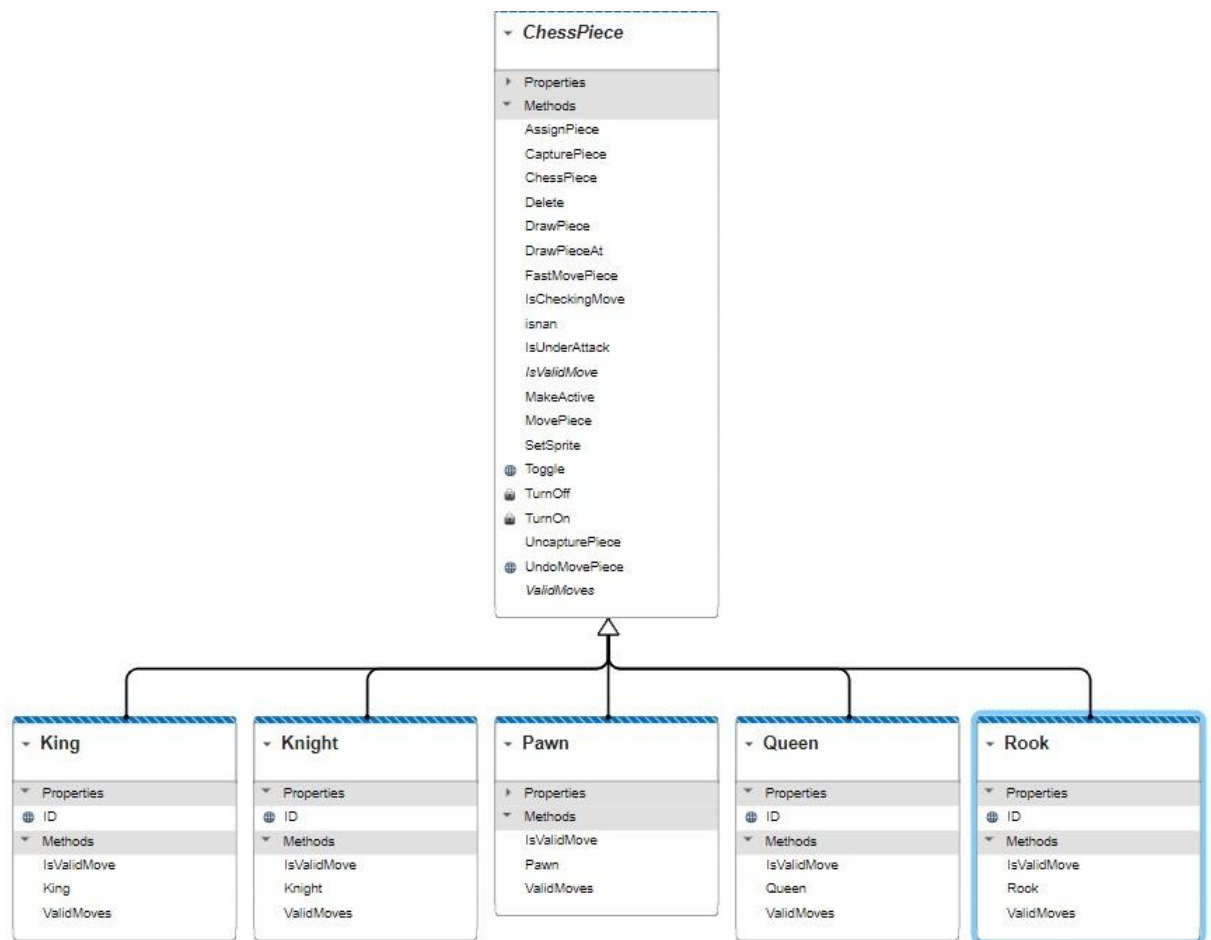 ChessPiece
Properties
Methods
AssignPiece
CapturePiece
ChessPiece
Delete
DrawPiece
DrawPieceAt
FastMovePiece
IsCheckingMove
isnan
IsUnderAttack
IsValidMove
MakeActive
MovePiece
SetSprite
Toggle
TurnOff
TurnOn
UncapturePiece
UndoMovePiece
ValidMoves
King
Properties
ID
Methods
IsValidMove
King
ValidMoves
Knight
Properties
ID
Methods
IsValidMove
Knight
ValidMoves
Pawn
Properties
Methods
IsValidMove
Pawn
ValidMoves
Queen
Properties
ID
Methods
IsValidMove
Queen
ValidMoves
Rook
Properties
ID
Methods
IsValidMove
Rook
ValidMoves